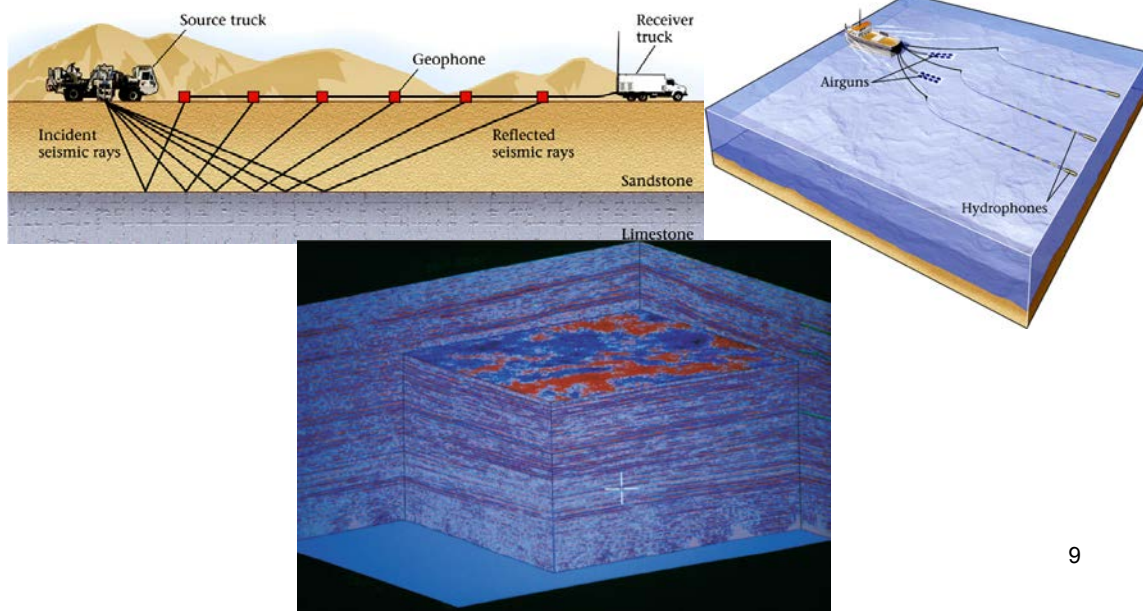 Source truck
Receiver
truck
Geophone
Incident
seismic rays
Reflected
seismic rays
Sandstone
Limestone
Airguns
Hydrophones
9